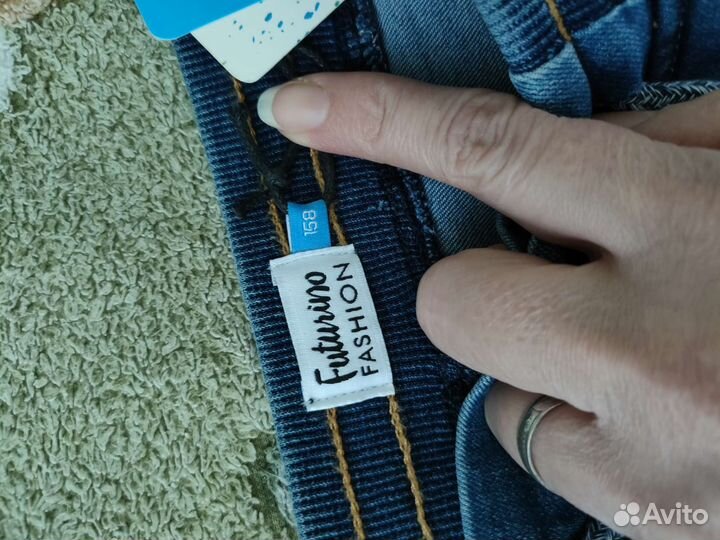 158
Futurino
FASHION
Avito